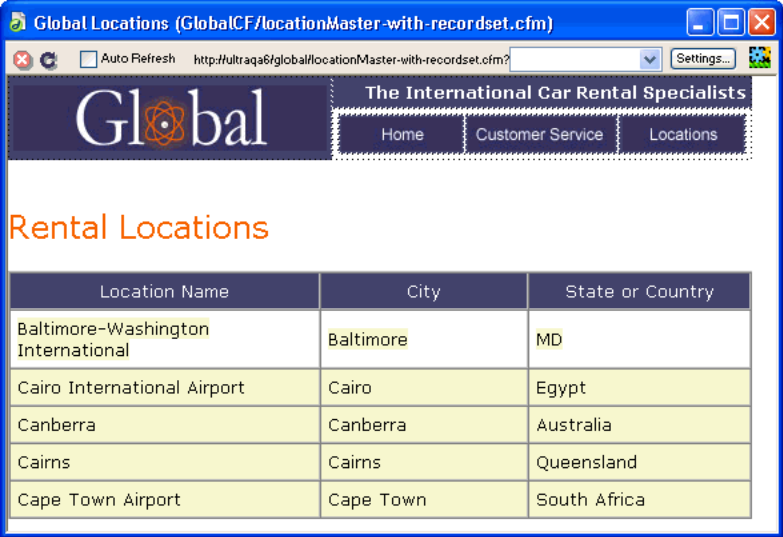 Global Locations (GlobalCF/locationMaster-with-recordset.cfm)
Auto Refresh http://ultraqa6/global/locationMaster-with-recordset.cfm? Settings...
Global
The International Car Rental Specialists
Home Customer Service Locations
Rental Locations
Location Name City State or Country
Baltimore-Washington
International Baltimore MD
Cairo International Airport Cairo Egypt
Canberra Canberra Australia
Cairns Cairns Queensland
Cape Town Airport Cape Town South Africa